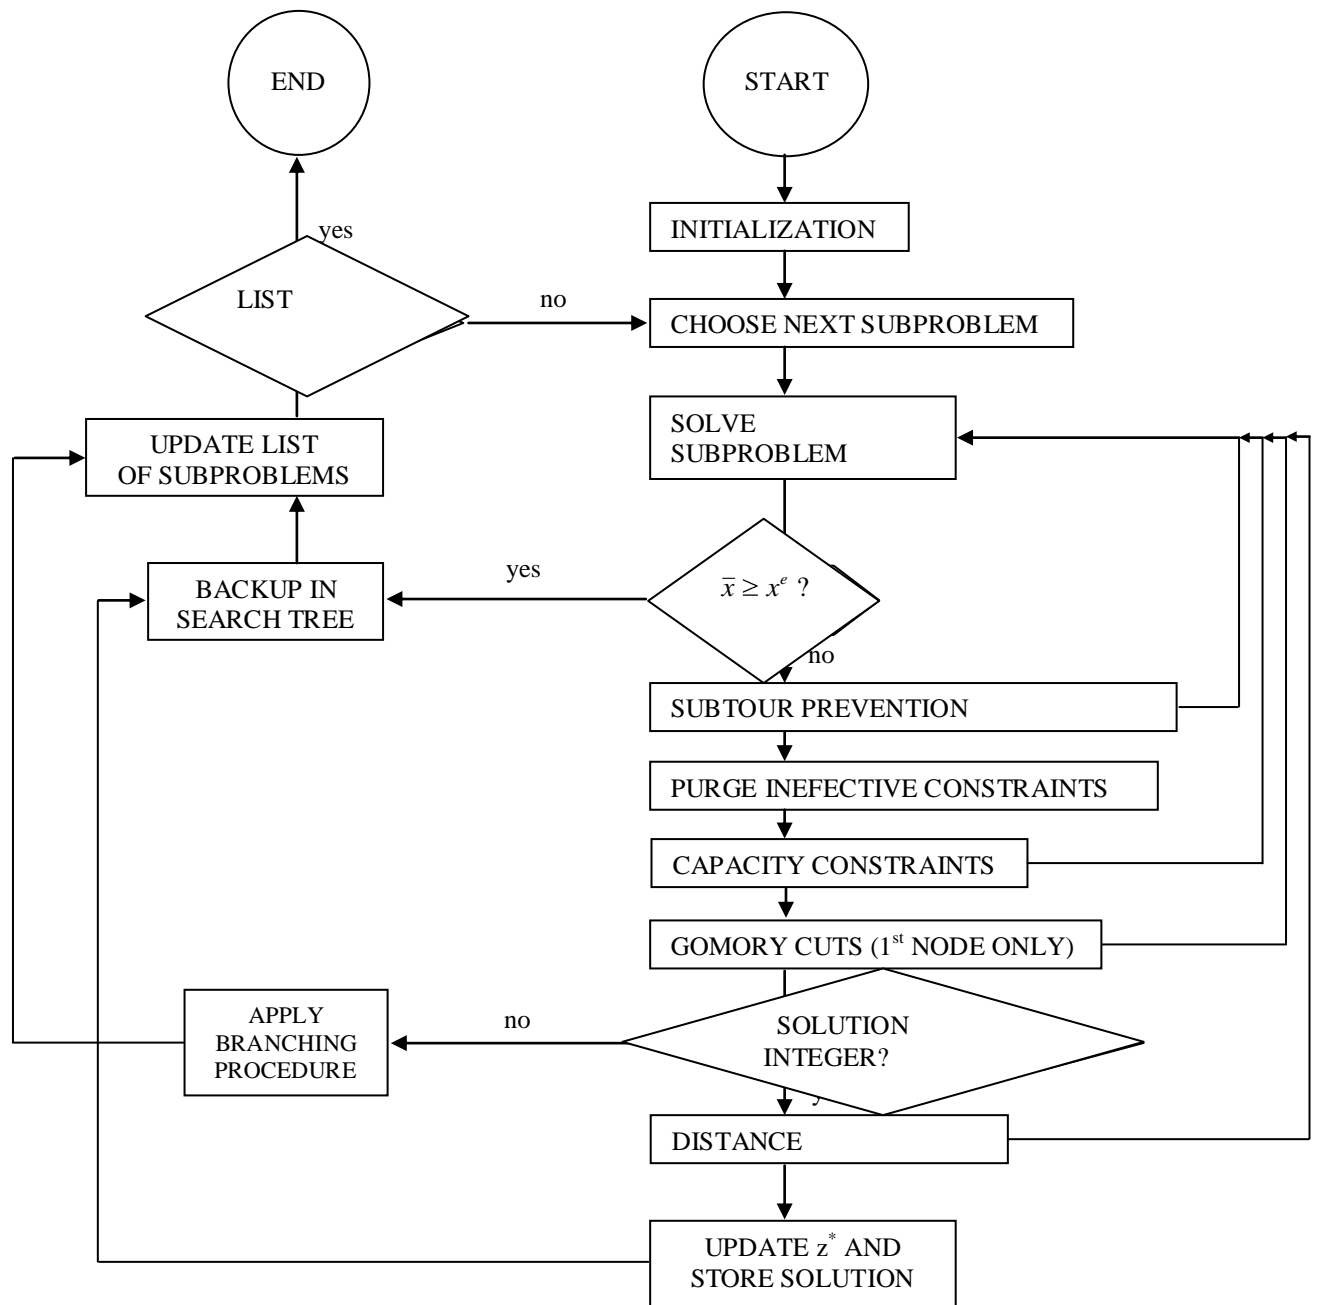 END
START
yes
INITIALIZATION
LIST
no
CHOOSE NEXT SUBPROBLEM
UPDATE LIST
OF SUBPROBLEMS
SOLVE
SUBPROBLEM
BACKUP IN
SEARCH TREE
yes
x̄ ≥ xᵉ ?
no
SUBTOUR PREVENTION
PURGE INEFECTIVE CONSTRAINTS
CAPACITY CONSTRAINTS
GOMORY CUTS (1st NODE ONLY)
APPLY
BRANCHING
PROCEDURE
no
SOLUTION
INTEGER?
DISTANCE
UPDATE z* AND
STORE SOLUTION